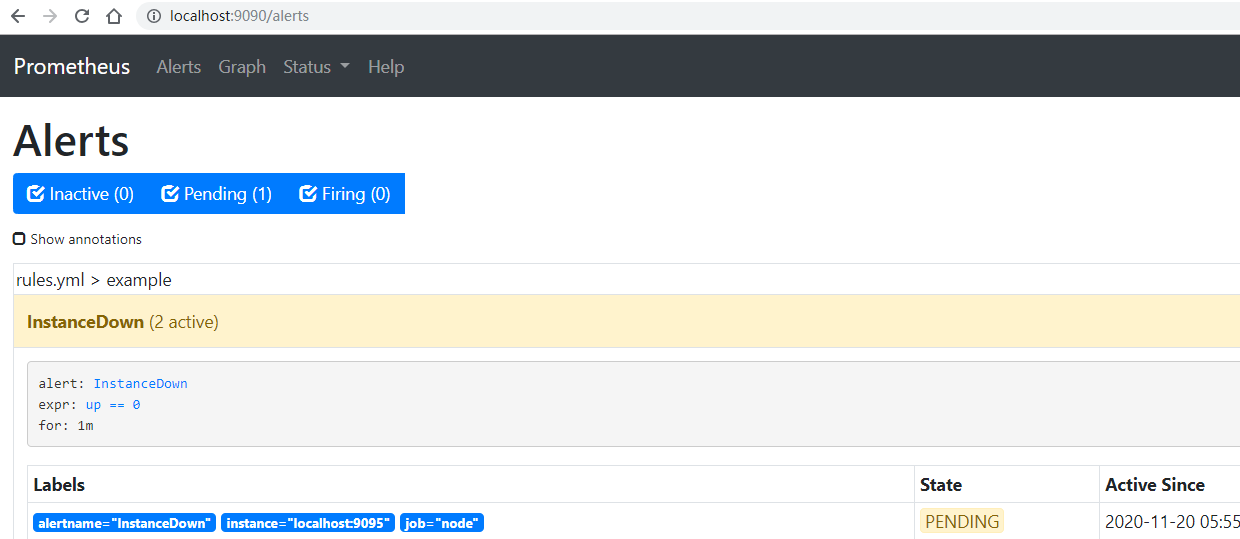 localhost:9090/alerts
Prometheus Alerts Graph Status Help
Alerts
Inactive (0) Pending (1) Firing (0)
Show annotations
rules.yml > example
InstanceDown (2 active)
alert: InstanceDown
expr: up == 0
for: 1m
Labels State Active Since
alertname="InstanceDown" instance="localhost:9095" job="node" PENDING 2020-11-20 05:55